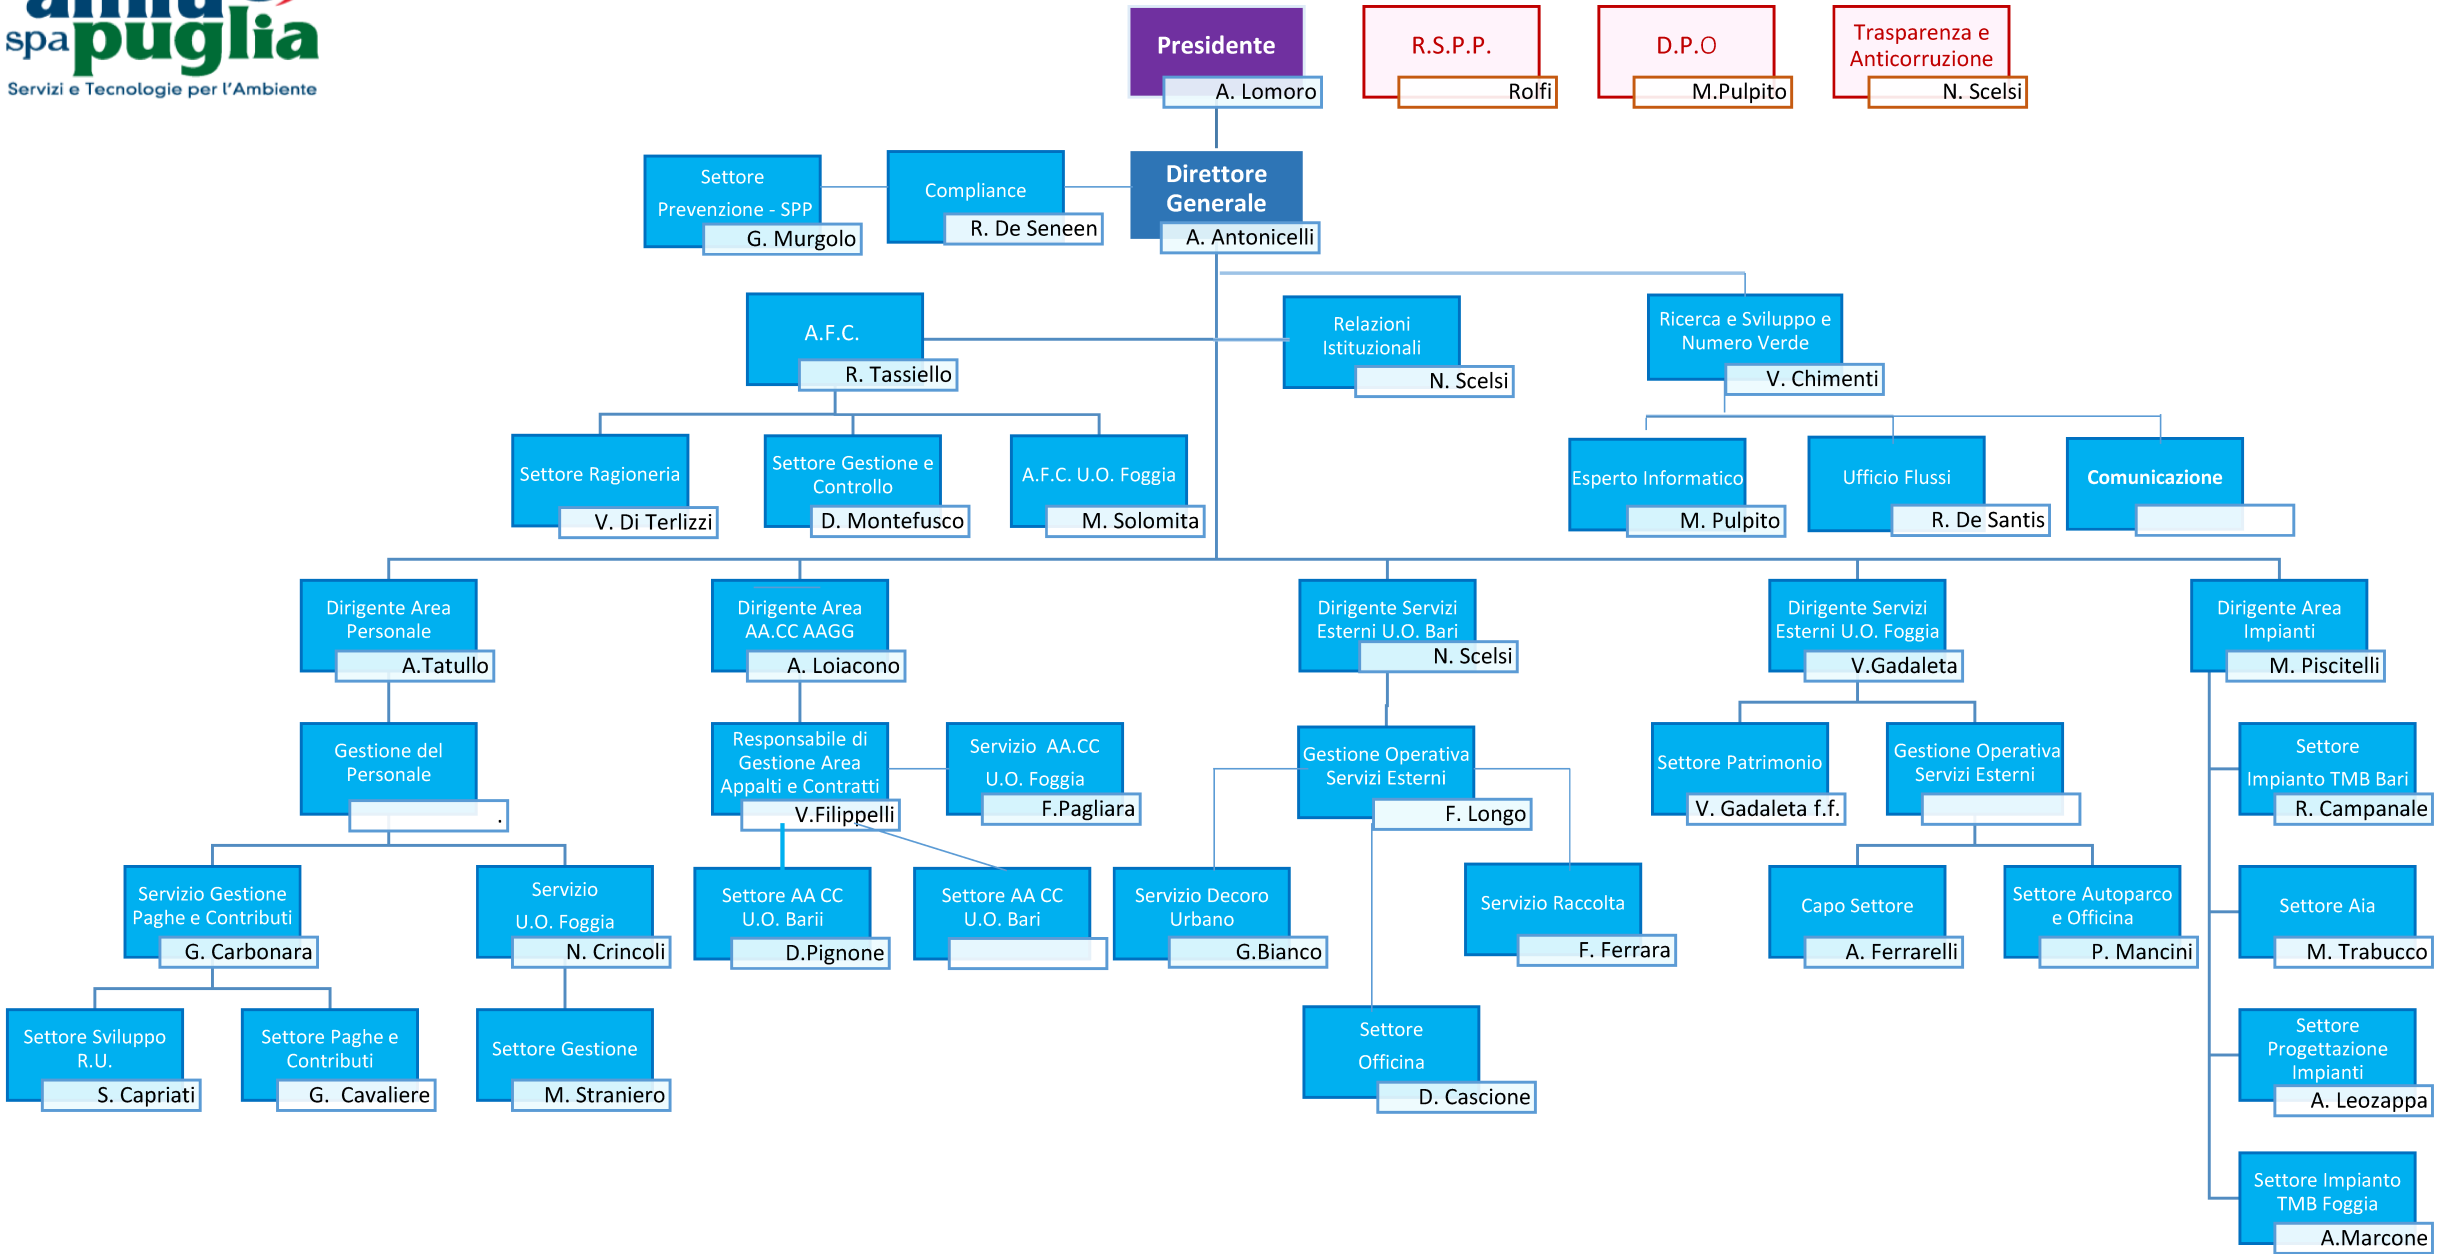 spa puglia
Servizi e Tecnologie per l'Ambiente
Presidente
A. Lomoro
R.S.P.P.
Rolfi
D.P.O
M.Pulpito
Trasparenza e
Anticorruzione
N. Scelsi
Settore
Prevenzione - SPP
G. Murgolo
Compliance
R. De Seneen
Direttore
Generale
A. Antonicelli
A.F.C.
R. Tassiello
Relazioni
Istituzionali
N. Scelsi
Ricerca e Sviluppo e
Numero Verde
V. Chimenti
Settore Ragioneria
V. Di Terlizzi
Settore Gestione e
Controllo
D. Montefusco
A.F.C. U.O. Foggia
M. Solomita
Esperto Informatico
M. Pulpito
Ufficio Flussi
R. De Santis
Comunicazione
Dirigente Area
Personale
A.Tatullo
Dirigente Area
AA.CC AAGG
A. Loiacono
Dirigente Servizi
Esterni U.O. Bari
N. Scelsi
Dirigente Servizi
Esterni U.O. Foggia
V.Gadaleta
Dirigente Area
Impianti
M. Piscitelli
Gestione del
Personale
.
Responsabile di
Gestione Area
Appalti e Contratti
V.Filippelli
Servizio AA.CC
U.O. Foggia
F.Pagliara
Gestione Operativa
Servizi Esterni
F. Longo
Settore Patrimonio
V. Gadaleta f.f.
Gestione Operativa
Servizi Esterni
Settore
Impianto TMB Bari
R. Campanale
Servizio Gestione
Paghe e Contributi
G. Carbonara
Servizio
U.O. Foggia
N. Crincoli
Settore AA CC
U.O. Barii
D.Pignone
Settore AA CC
U.O. Bari
Servizio Decoro
Urbano
G.Bianco
Servizio Raccolta
F. Ferrara
Capo Settore
A. Ferrarelli
Settore Autoparco
e Officina
P. Mancini
Settore Aia
M. Trabucco
Settore Sviluppo
R.U.
S. Capriati
Settore Paghe e
Contributi
G. Cavaliere
Settore Gestione
M. Straniero
Settore
Officina
D. Cascione
Settore
Progettazione
Impianti
A. Leozappa
Settore Impianto
TMB Foggia
A.Marcone